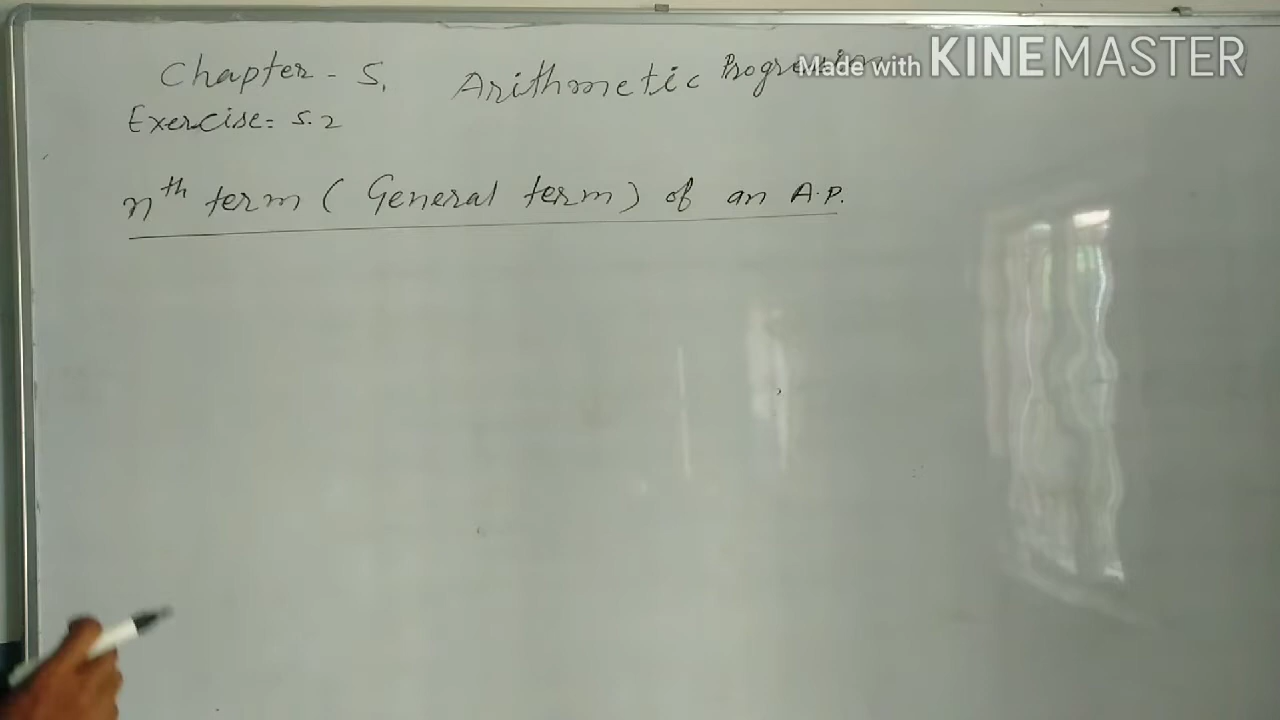 Chapter - 5. Arithmetic Progression
Made with KINEMASTER
Exercise = 5.2
nth term ( General term ) of an A.P.